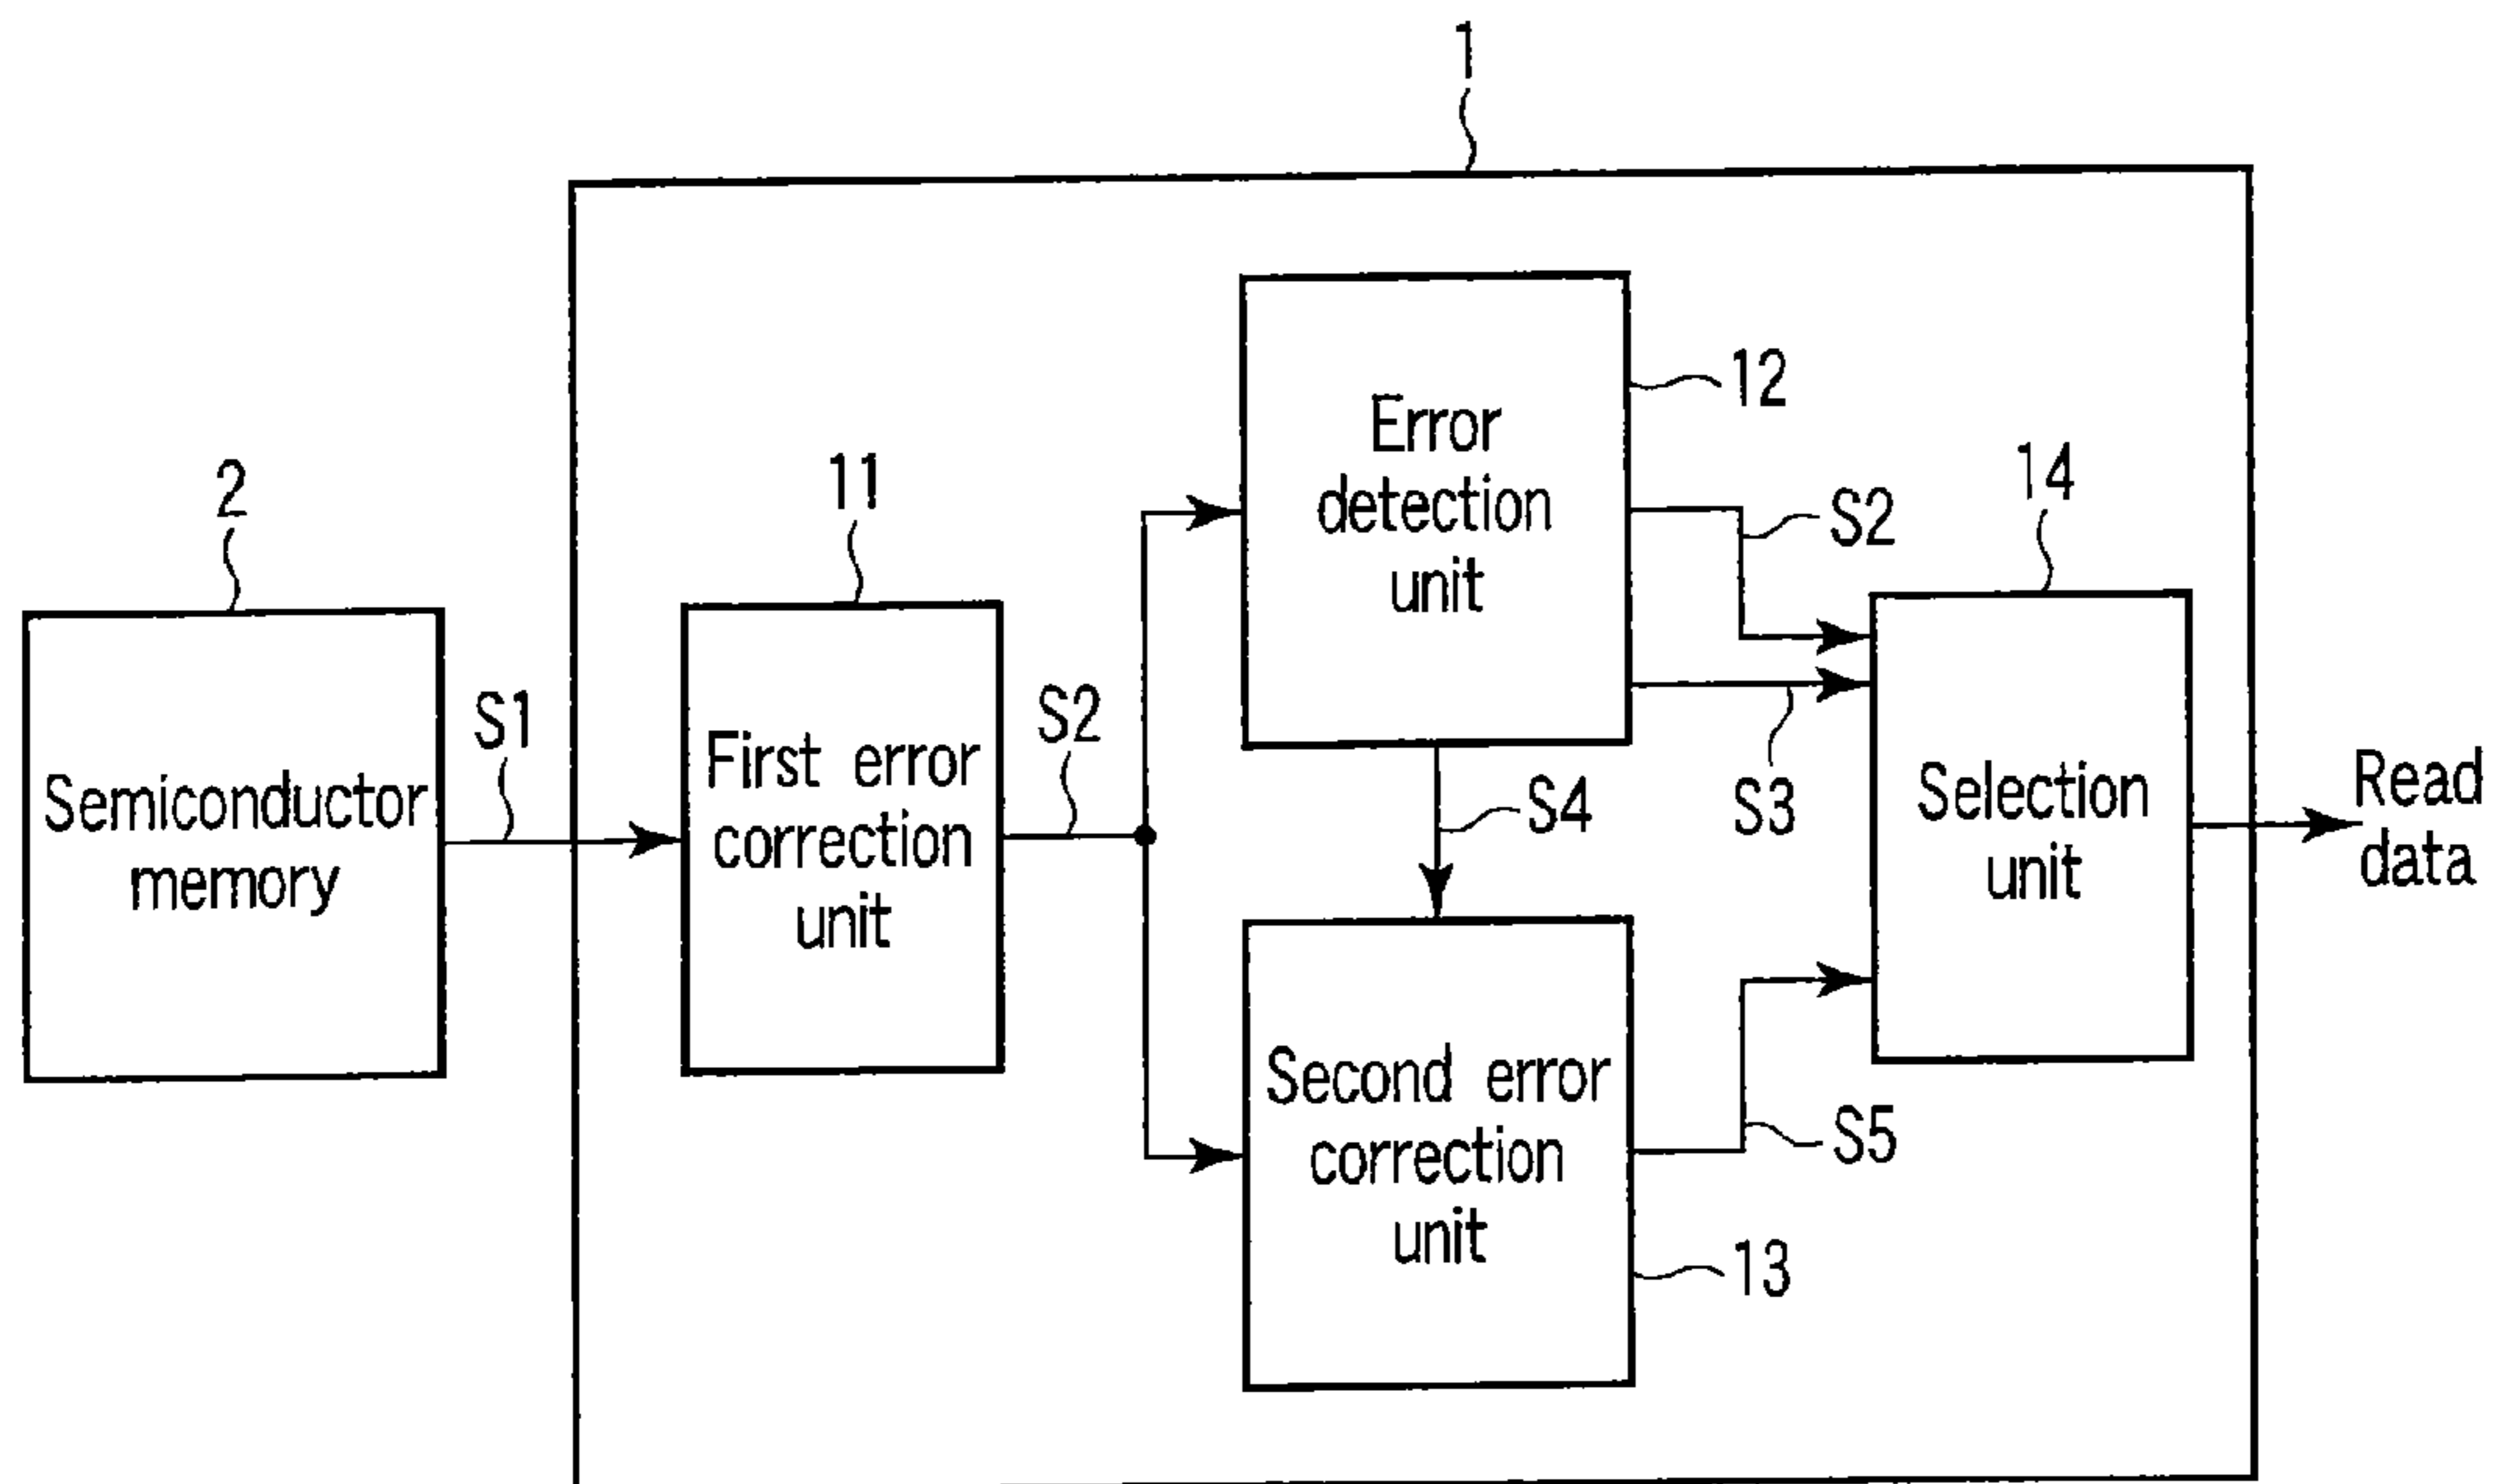 1
2
Semiconductor
memory
S1
11
First error
correction
unit
S2
12
Error
detection
unit
S2
S3
S4
13
Second error
correction
unit
S5
14
Selection
unit
Read
data